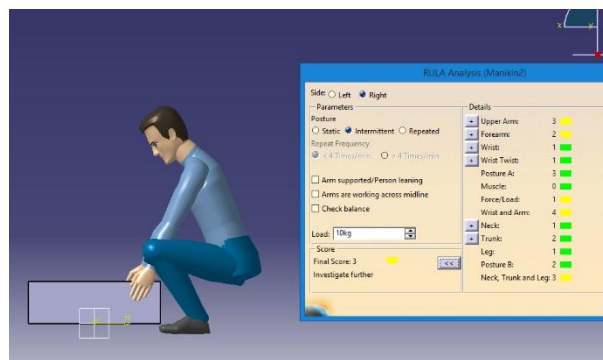 x
y
RULA Analysis (Manikin2)
Side: Left Right
Parameters
Posture
Static Intermittent Repeated
Repeat Frequency
< 4 Times/min. > 4 Times/min.
Arm supported/Person leaning
Arms are working across midline
Check balance
Load: 10kg
Score
Final Score: 3
Investigate further
<<
Details
+ Upper Arm: 3
+ Forearm: 2
+ Wrist: 1
+ Wrist Twist: 1
Posture A: 3
Muscle: 0
Force/Load: 1
Wrist and Arm: 4
+ Neck: 1
+ Trunk: 2
Leg: 1
Posture B: 2
Neck, Trunk and Leg: 3